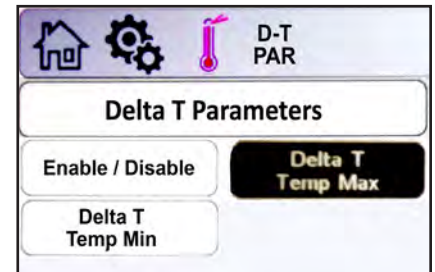 D-T
PAR
Delta T Parameters
Enable / Disable
Delta T
Temp Max
Delta T
Temp Min